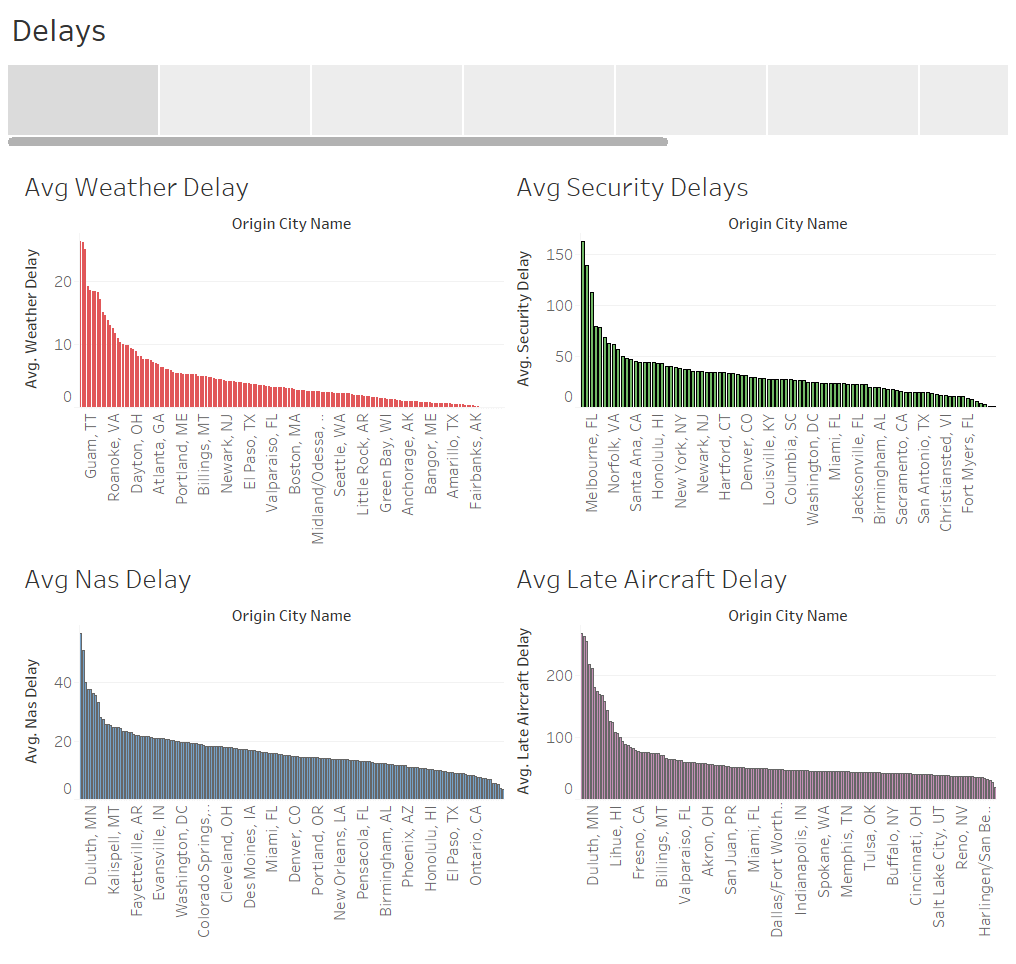 Delays
Avg Weather Delay
Origin City Name
Avg. Weather Delay
20
10
0
Guam, TT
Roanoke, VA
Dayton, OH
Atlanta, GA
Portland, ME
Billings, MT
Newark, NJ
El Paso, TX
Valparaiso, FL
Boston, MA
Midland/Odessa, ..
Seattle, WA
Little Rock, AR
Green Bay, WI
Anchorage, AK
Bangor, ME
Amarillo, TX
Fairbanks, AK
Avg Security Delays
Origin City Name
Avg. Security Delay
150
100
50
0
Melbourne, FL
Norfolk, VA
Santa Ana, CA
Honolulu, HI
New York, NY
Newark, NJ
Hartford, CT
Denver, CO
Louisville, KY
Columbia, SC
Washington, DC
Miami, FL
Jacksonville, FL
Birmingham, AL
Sacramento, CA
San Antonio, TX
Christiansted, VI
Fort Myers, FL
Avg Nas Delay
Origin City Name
Avg. Nas Delay
40
20
0
Duluth, MN
Kalispell, MT
Fayetteville, AR
Evansville, IN
Washington, DC
Colorado Springs, ..
Cleveland, OH
Des Moines, IA
Miami, FL
Denver, CO
Portland, OR
New Orleans, LA
Pensacola, FL
Birmingham, AL
Phoenix, AZ
Honolulu, HI
El Paso, TX
Ontario, CA
Avg Late Aircraft Delay
Origin City Name
Avg. Late Aircraft Delay
200
100
0
Duluth, MN
Lihue, HI
Fresno, CA
Billings, MT
Valparaiso, FL
Akron, OH
San Juan, PR
Miami, FL
Dallas/Fort Worth..
Indianapolis, IN
Spokane, WA
Memphis, TN
Tulsa, OK
Buffalo, NY
Cincinnati, OH
Salt Lake City, UT
Reno, NV
Harlingen/San Be..